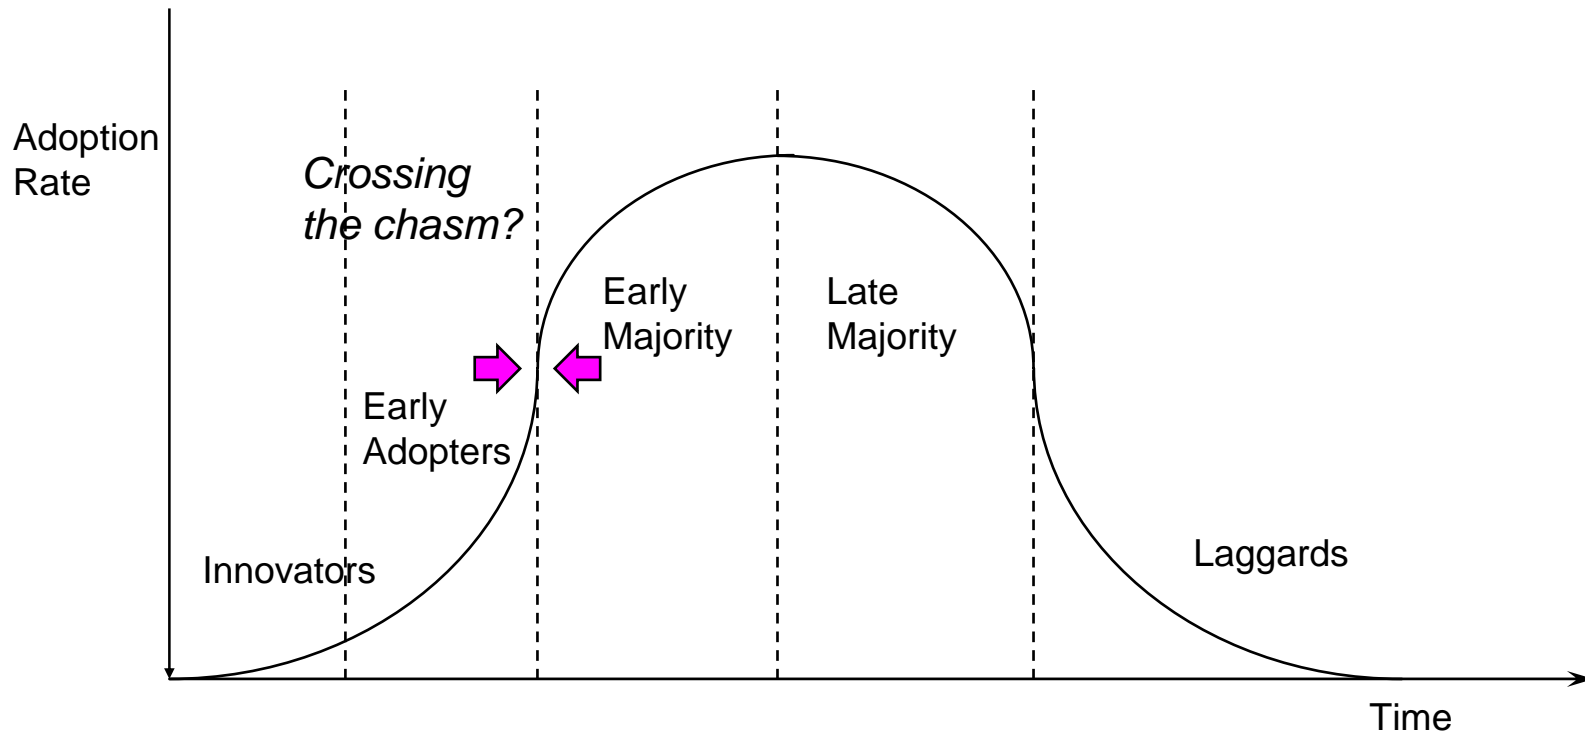 Adoption
Rate
Crossing
the chasm?
Early
Majority
Late
Majority
Early
Adopters
Innovators
Laggards
Time